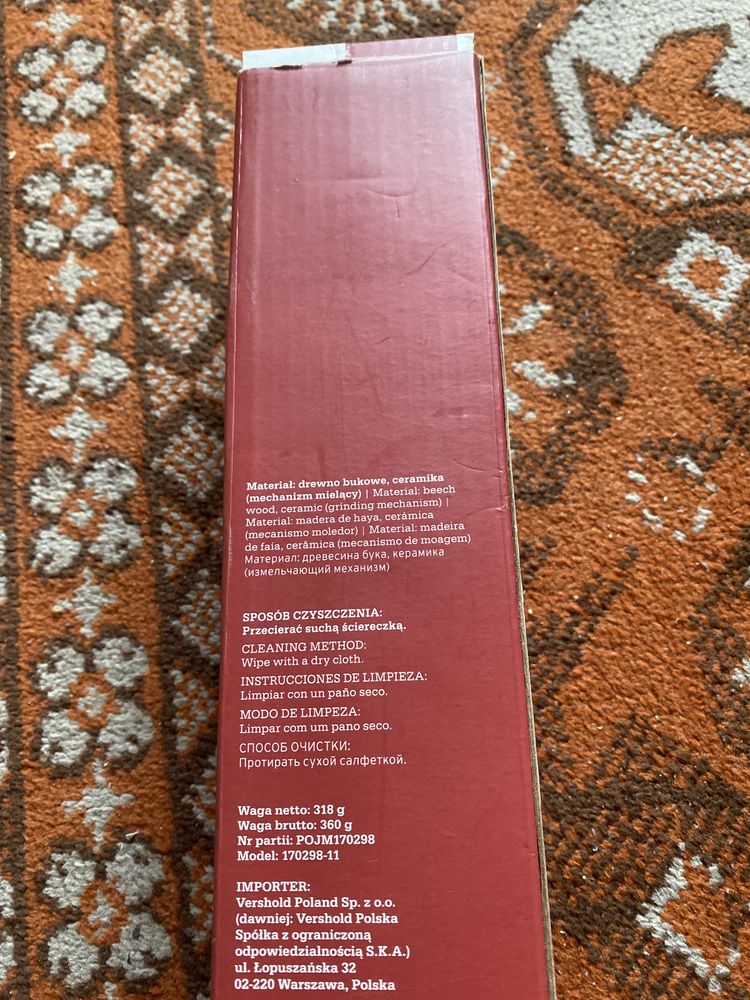 Materiał: drewno bukowe, ceramika
(mechanizm mielący) | Material: beech
wood, ceramic (grinding mechanism) |
Material: madera de haya, cerámica
(mecanismo moledor) | Material: madeira
de faia, cerâmica (mecanismo de moagem)
Материал: древесина бука, керамика
(измельчающий механизм)
SPOSÓB CZYSZCZENIA:
Przecierać suchą ściereczką.
CLEANING METHOD:
Wipe with a dry cloth.
INSTRUCCIONES DE LIMPIEZA:
Limpiar con un paño seco.
MODO DE LIMPEZA:
Limpar com um pano seco.
СПОСОБ ОЧИСТКИ:
Протирать сухой салфеткой.
Waga netto: 318 g
Waga brutto: 360 g
Nr partii: POJM170298
Model: 170298-11
IMPORTER:
Vershold Poland Sp. z o.o.
(dawniej: Vershold Polska
Spółka z ograniczoną
odpowiedzialnością S.K.A.)
ul. Łopuszańska 32
02-220 Warszawa, Polska